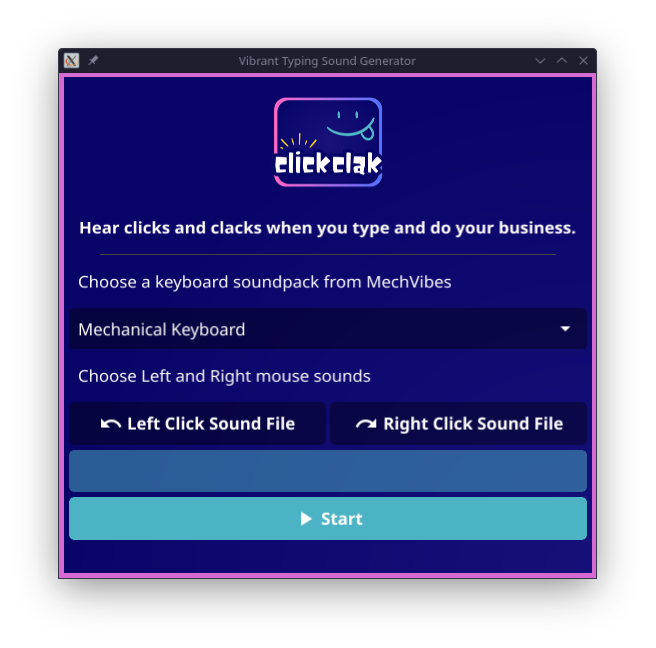 Vibrant Typing Sound Generator
clickclak
Hear clicks and clacks when you type and do your business.
Choose a keyboard soundpack from MechVibes
Mechanical Keyboard
Choose Left and Right mouse sounds
Left Click Sound File
Right Click Sound File
Start